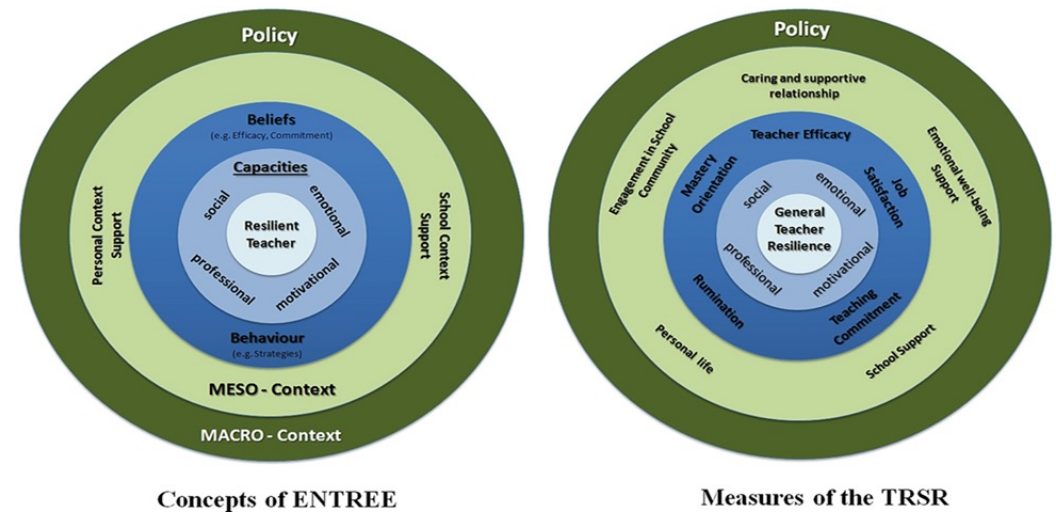 Policy
Beliefs
(e.g. Efficacy, Commitment)
Capacities
social
emotional
Resilient
Teacher
professional
motivational
Personal Context
Support
School Context
Support
Behaviour
(e.g. Strategies)
MESO - Context
MACRO - Context
Concepts of ENTREE
Policy
Caring and supportive
relationship
Engagement in School
Community
Emotional well-being
Support
Teacher Efficacy
Mastery
Orientation
Job
Satisfaction
social
emotional
General
Teacher
Resilience
professional
motivational
Rumination
Teaching
Commitment
Personal life
School Support
Measures of the TRSR